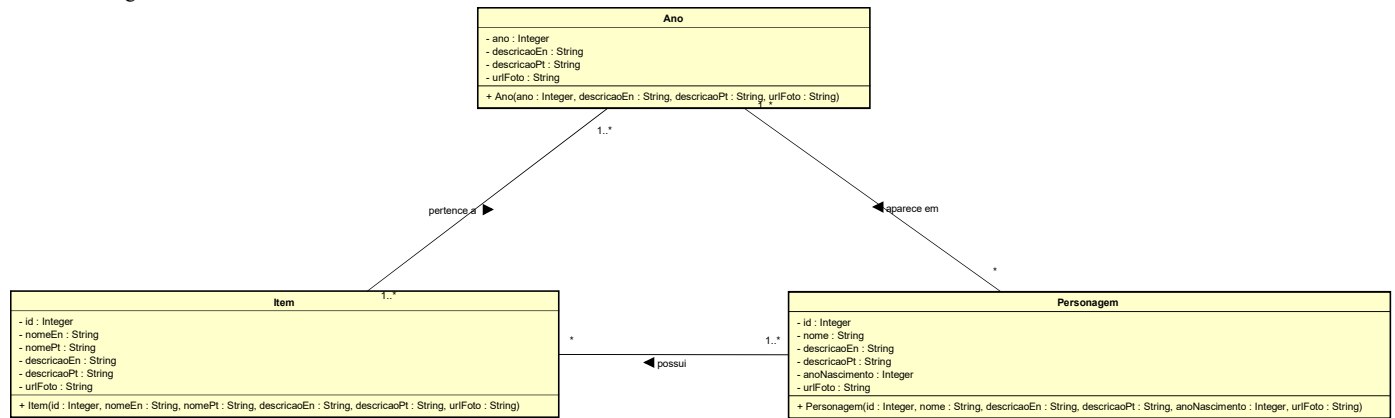 Ano
- ano : Integer
- descricaoEn : String
- descricaoPt : String
- urlFoto : String
+ Ano(ano : Integer, descricaoEn : String, descricaoPt : String, urlFoto : String)
1..*
1..*
pertence a
aparece em
*
1..*
Item
- id : Integer
- nomeEn : String
- nomePt : String
- descricaoEn : String
- descricaoPt : String
- urlFoto : String
+ Item(id : Integer, nomeEn : String, nomePt : String, descricaoEn : String, descricaoPt : String, urlFoto : String)
*
1..*
possui
Personagem
- id : Integer
- nome : String
- descricaoEn : String
- descricaoPt : String
- anoNascimento : Integer
- urlFoto : String
+ Personagem(id : Integer, nome : String, descricaoEn : String, descricaoPt : String, anoNascimento : Integer, urlFoto : String)